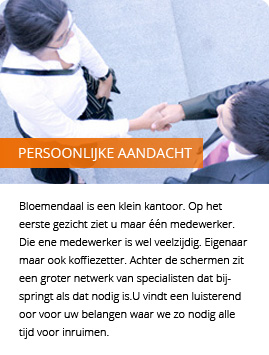 PERSOONLIJKE AANDACHT
Bloemendaal is een klein kantoor. Op het
eerste gezicht ziet u maar één medewerker.
Die ene medewerker is wel veelzijdig. Eigenaar
maar ook koffiezetter. Achter de schermen zit
een groter netwerk van specialisten dat bij-
springt als dat nodig is.U vindt een luisterend
oor voor uw belangen waar we zo nodig alle
tijd voor inruimen.